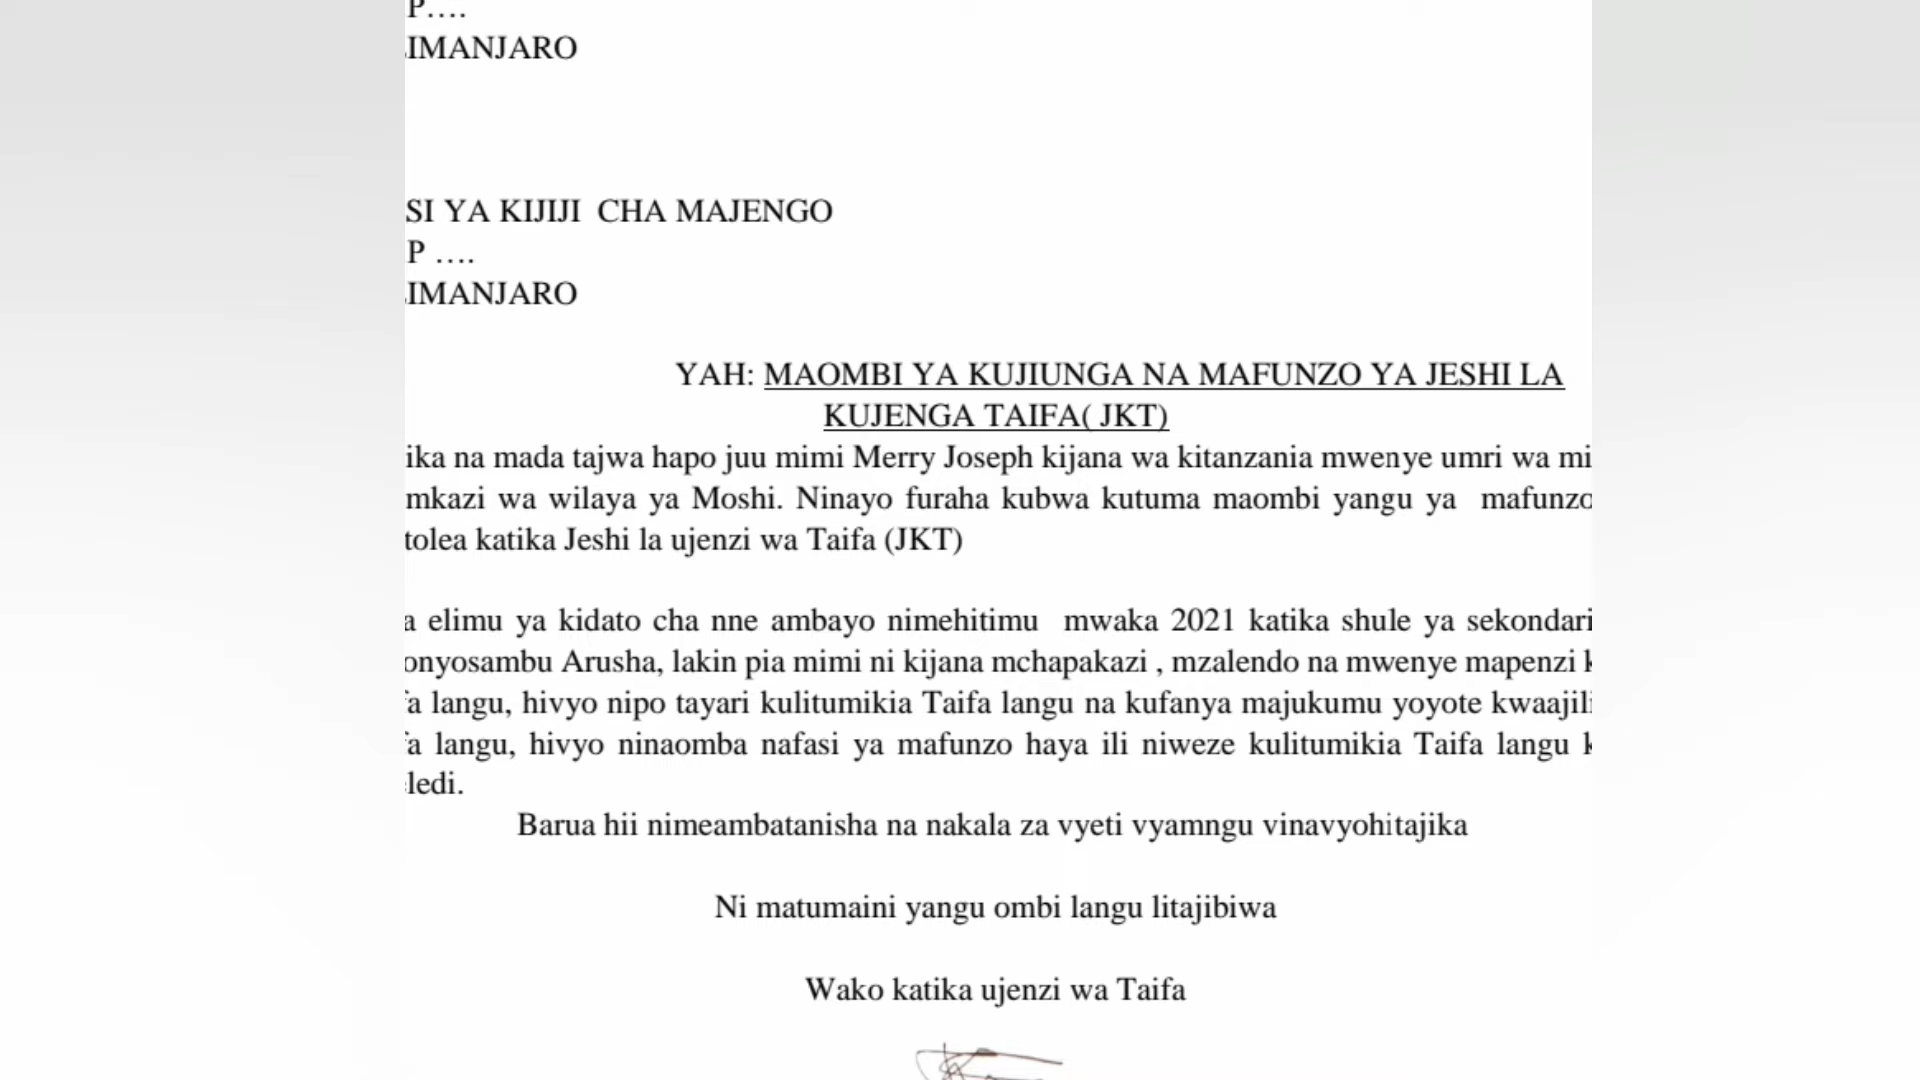 P….
IMANJARO
SI YA KIJIJI CHA MAJENGO
P ….
IMANJARO
YAH: MAOMBI YA KUJIUNGA NA MAFUNZO YA JESHI LA
KUJENGA TAIFA( JKT)
ika na mada tajwa hapo juu mimi Merry Joseph kijana wa kitanzania mwenye umri wa mi
mkazi wa wilaya ya Moshi. Ninayo furaha kubwa kutuma maombi yangu ya mafunzo
tolea katika Jeshi la ujenzi wa Taifa (JKT)
a elimu ya kidato cha nne ambayo nimehitimu mwaka 2021 katika shule ya sekondari
onyosambu Arusha, lakin pia mimi ni kijana mchapakazi , mzalendo na mwenye mapenzi k
a langu, hivyo nipo tayari kulitumikia Taifa langu na kufanya majukumu yoyote kwaajili
a langu, hivyo ninaomba nafasi ya mafunzo haya ili niweze kulitumikia Taifa langu k
ledi.
Barua hii nimeambatanisha na nakala za vyeti vyamngu vinavyohitajika
Ni matumaini yangu ombi langu litajibiwa
Wako katika ujenzi wa Taifa